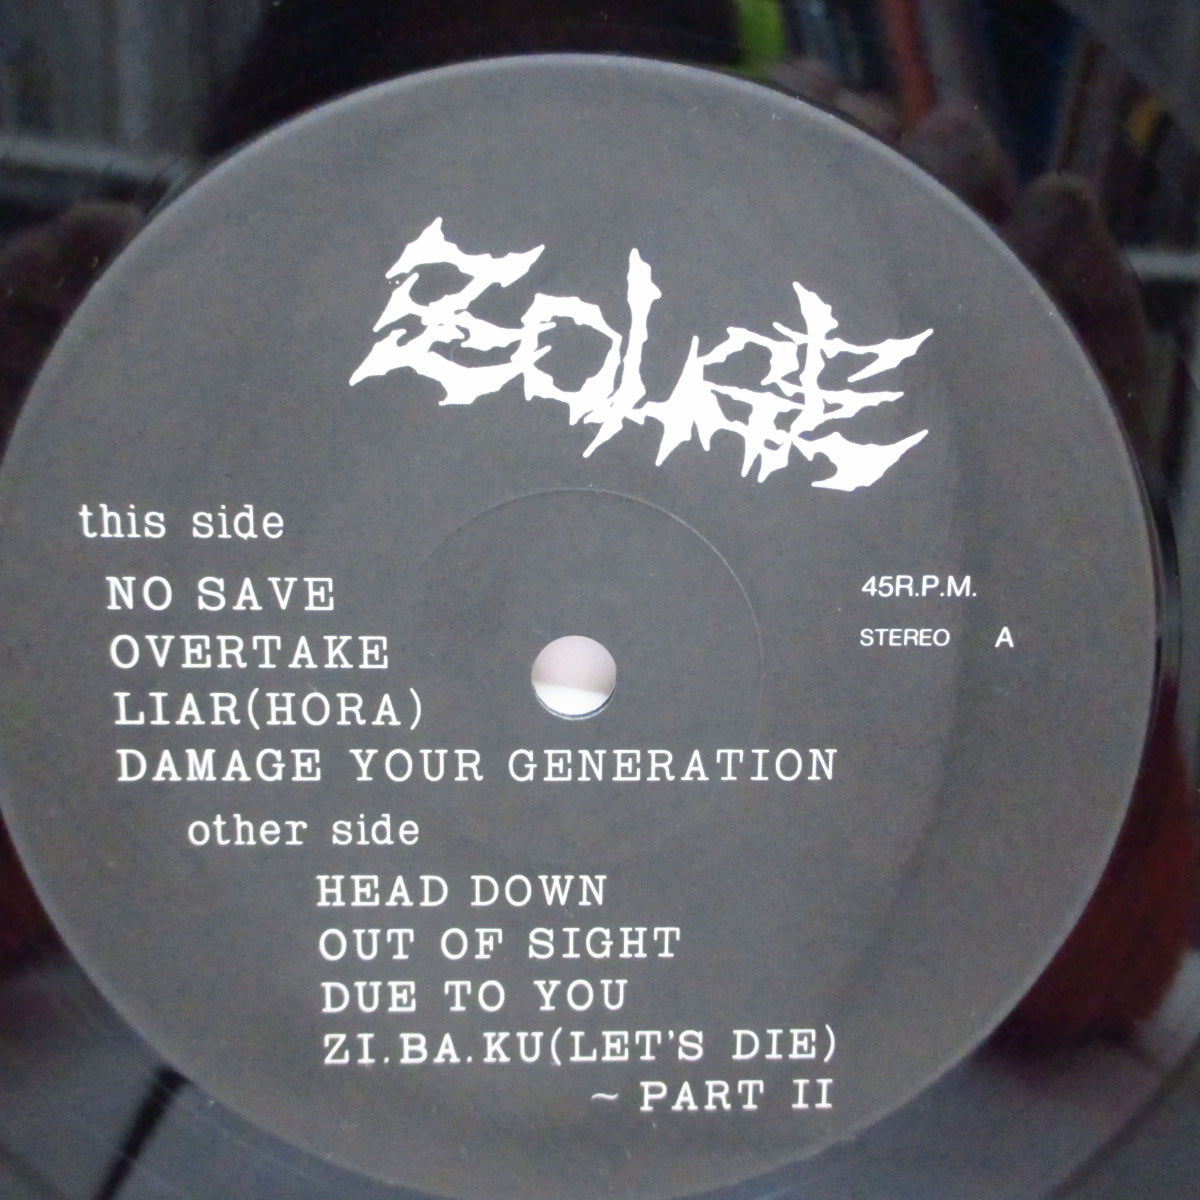 this side
NO SAVE
OVERTAKE
LIAR(HORA)
DAMAGE YOUR GENERATION
45R.P.M.
STEREO A
other side
HEAD DOWN
OUT OF SIGHT
DUE TO YOU
ZI.BA.KU(LET'S DIE)
~PART II